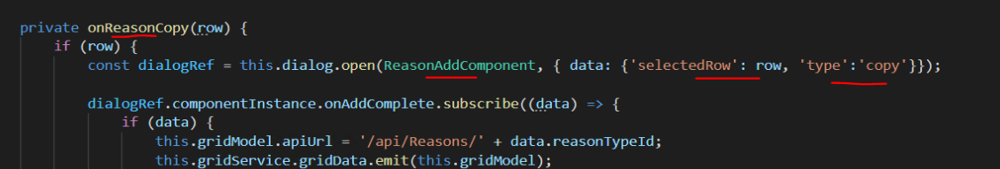 private onReasonCopy(row) {
if (row) {
const dialogRef = this.dialog.open(ReasonAddComponent, { data: {'selectedRow': row, 'type':'copy'}});
dialogRef.componentInstance.onAddComplete.subscribe((data) => {
if (data) {
this.gridModel.apiUrl = '/api/Reasons/' + data.reasonTypeId;
this.gridService.gridData.emit(this.gridModel);